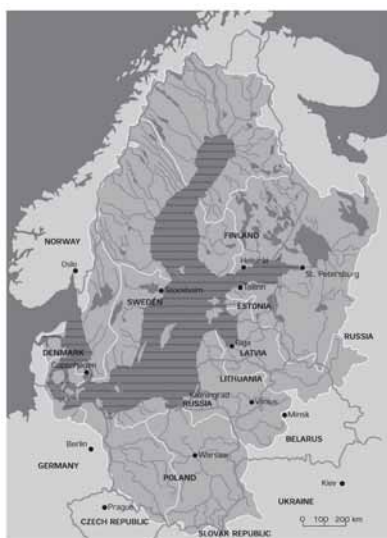 NORWAY
Oslo
FINLAND
Helsinki
St. Petersburg
SWEDEN
Stockholm
Tallinn
ESTONIA
RUSSIA
DENMARK
Copenhagen
Riga
LATVIA
LITHUANIA
Kaliningrad
RUSSIA
Vilnius
Minsk
BELARUS
Berlin
GERMANY
Warsaw
POLAND
Kiev
UKRAINE
Prague
CZECH REPUBLIC
SLOVAK REPUBLIC
0 100 200 km